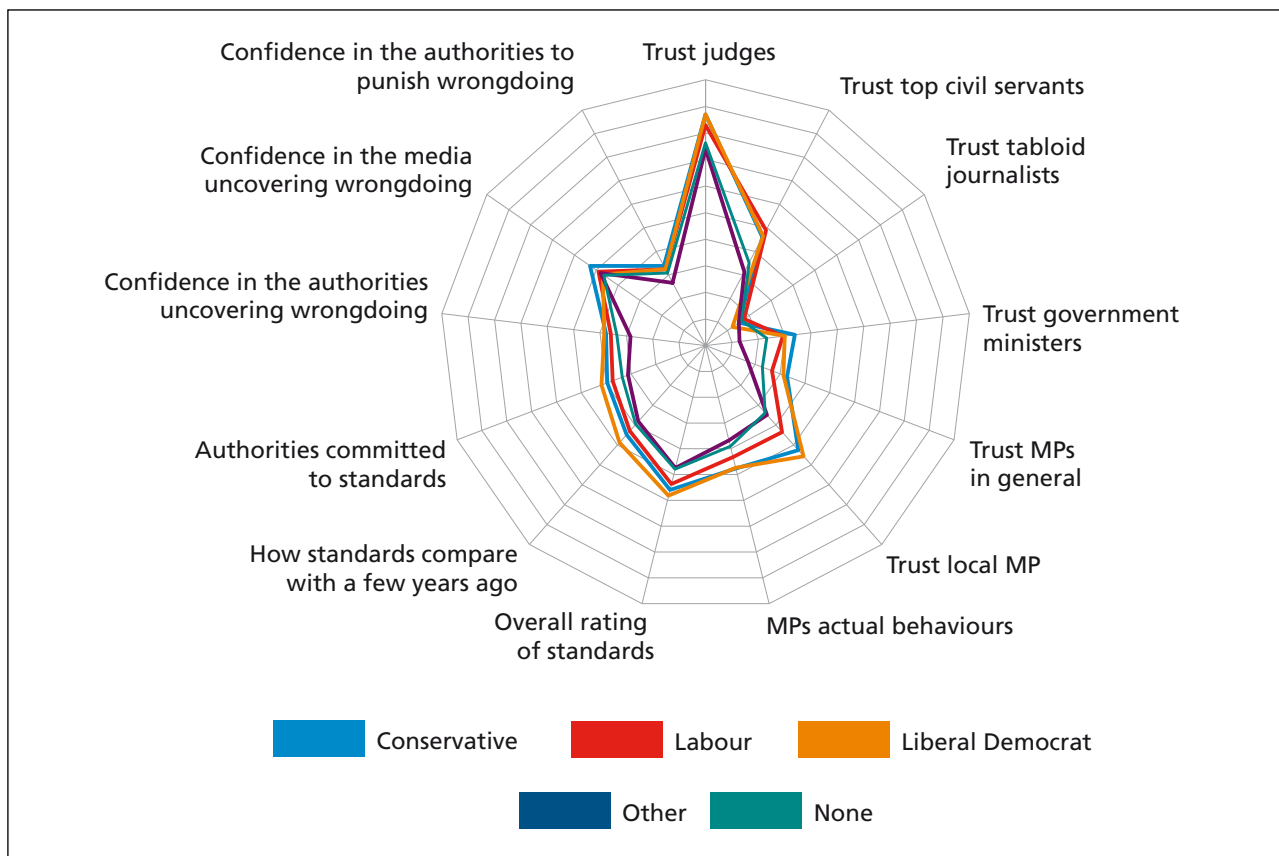 Trust judges
Trust top civil servants
Trust tabloid
journalists
Trust government
ministers
Trust MPs
in general
Trust local MP
MPs actual behaviours
Overall rating
of standards
How standards compare
with a few years ago
Authorities committed
to standards
Confidence in the authorities
uncovering wrongdoing
Confidence in the media
uncovering wrongdoing
Confidence in the authorities to
punish wrongdoing
Conservative
Labour
Liberal Democrat
Other
None